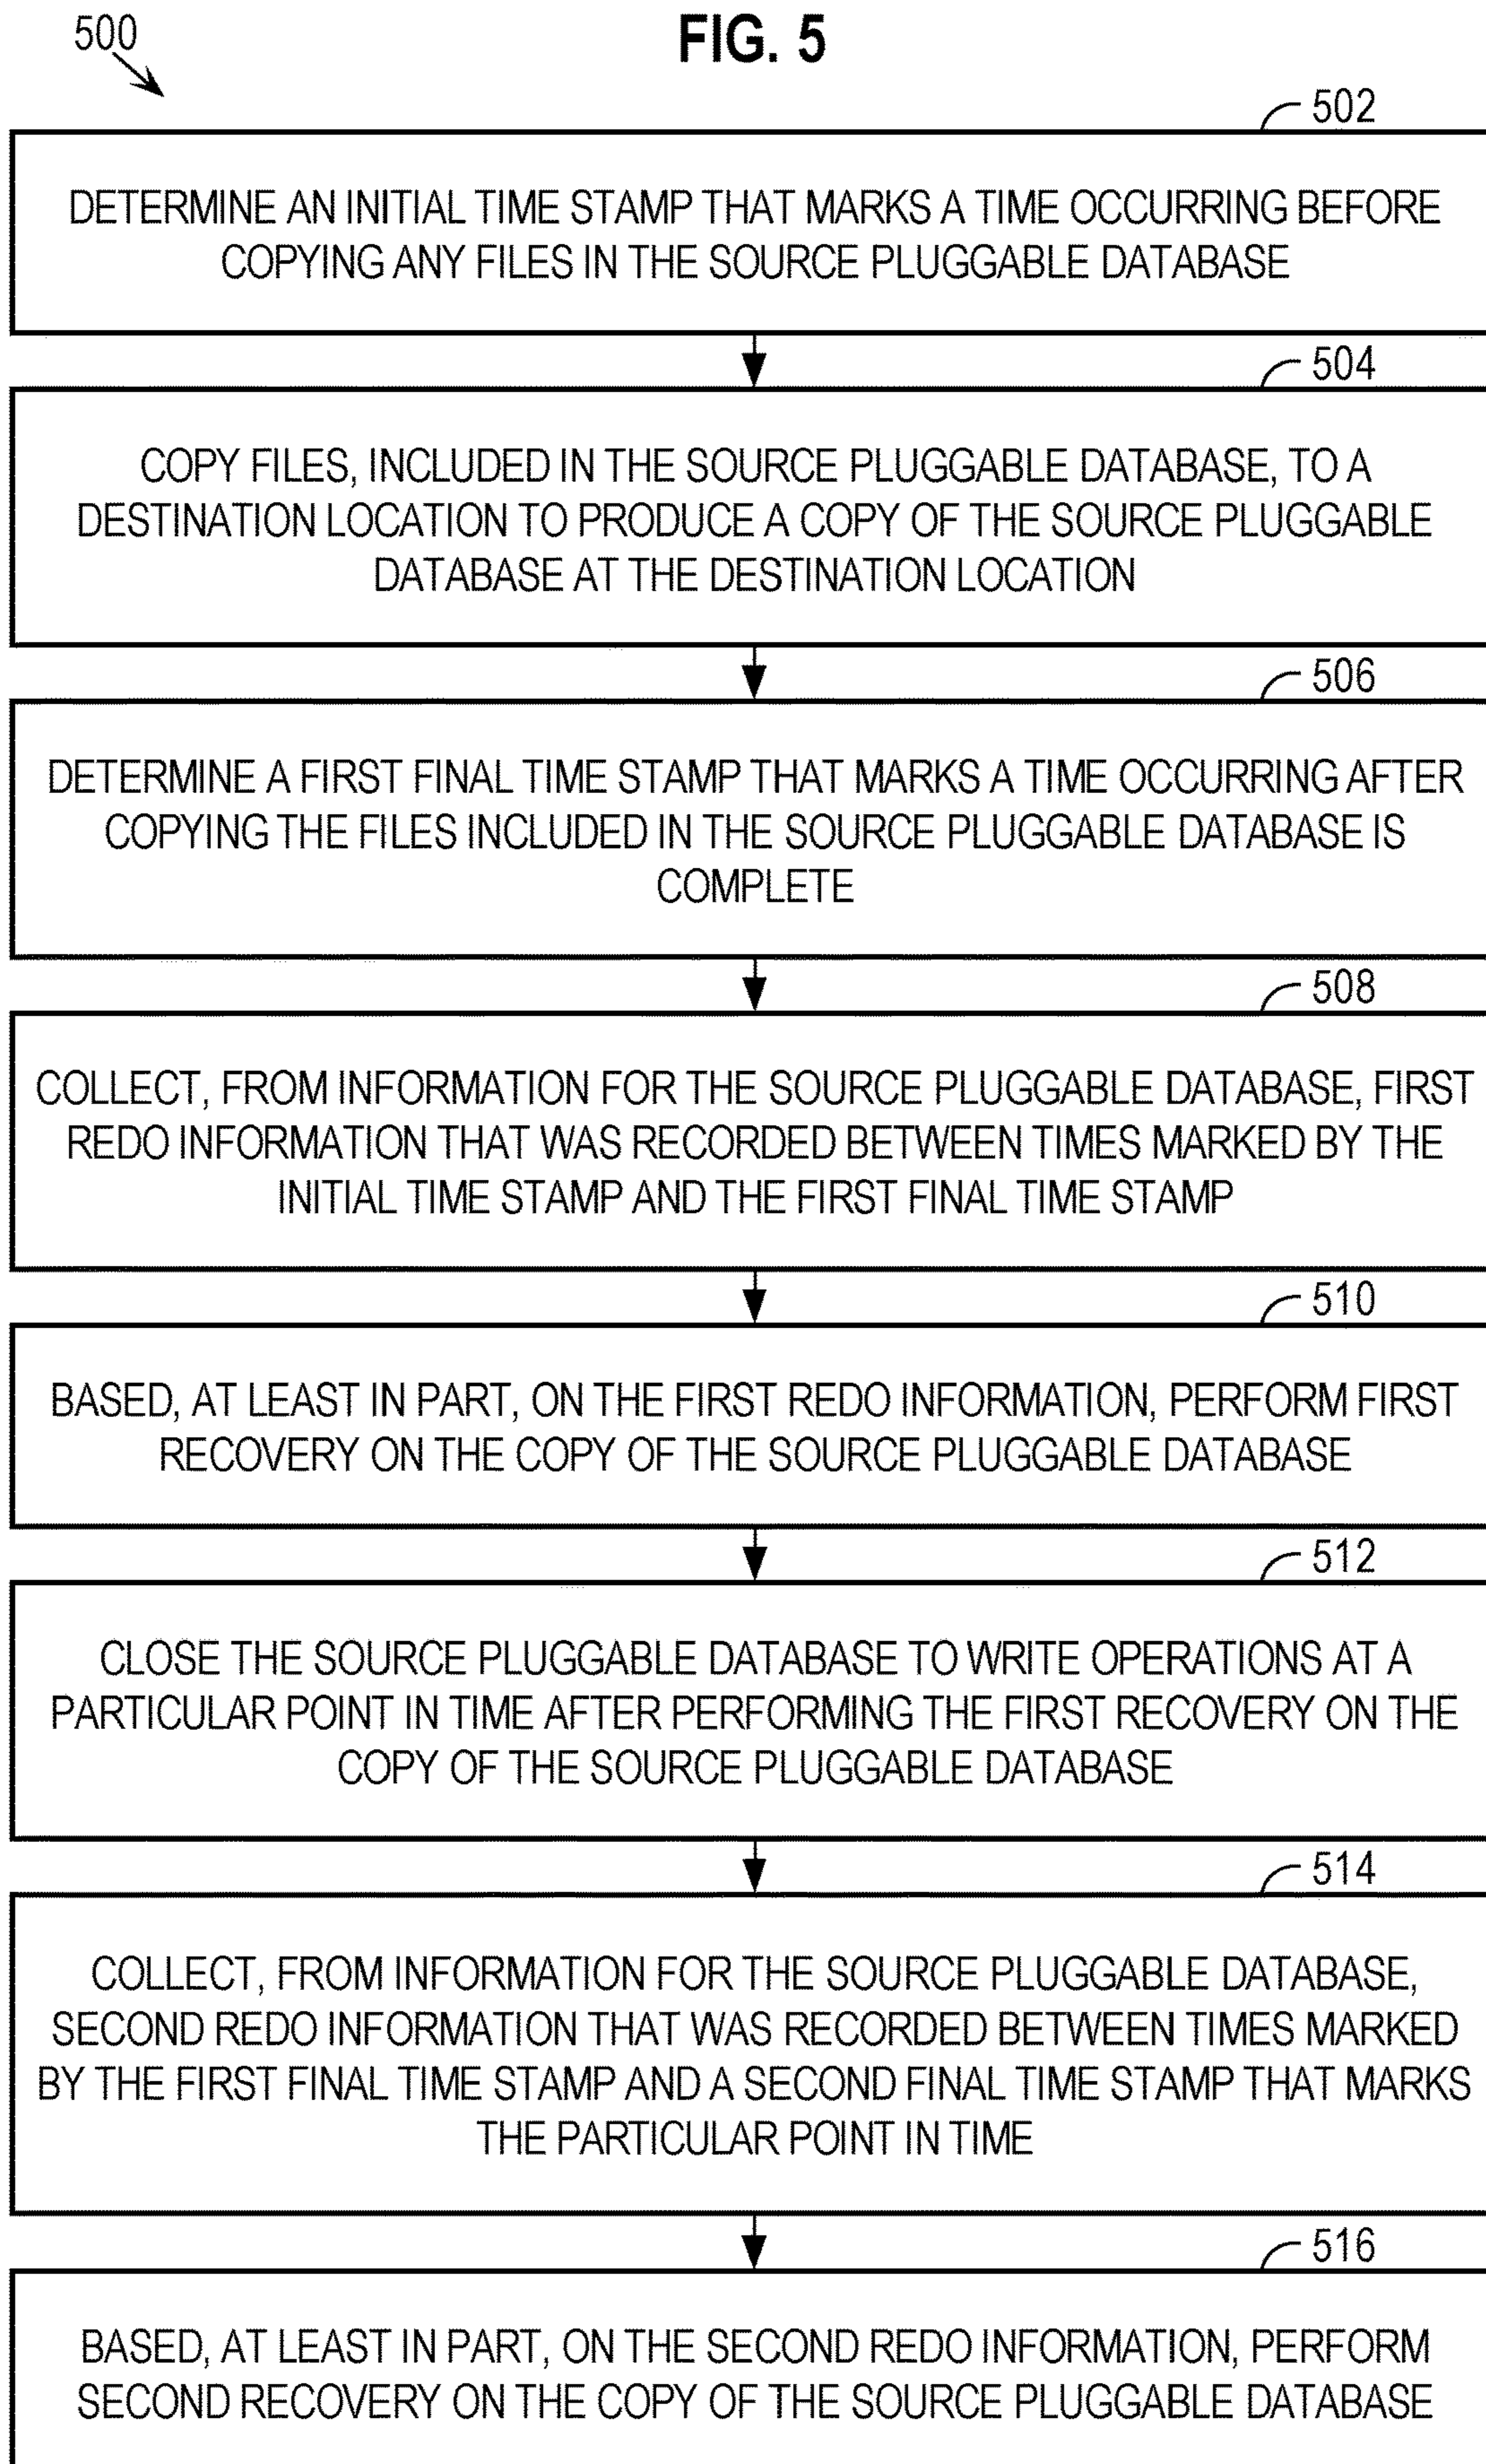 500
FIG. 5
502
DETERMINE AN INITIAL TIME STAMP THAT MARKS A TIME OCCURRING BEFORE
COPYING ANY FILES IN THE SOURCE PLUGGABLE DATABASE
504
COPY FILES, INCLUDED IN THE SOURCE PLUGGABLE DATABASE, TO A
DESTINATION LOCATION TO PRODUCE A COPY OF THE SOURCE PLUGGABLE
DATABASE AT THE DESTINATION LOCATION
506
DETERMINE A FIRST FINAL TIME STAMP THAT MARKS A TIME OCCURRING AFTER
COPYING THE FILES INCLUDED IN THE SOURCE PLUGGABLE DATABASE IS
COMPLETE
508
COLLECT, FROM INFORMATION FOR THE SOURCE PLUGGABLE DATABASE, FIRST
REDO INFORMATION THAT WAS RECORDED BETWEEN TIMES MARKED BY THE
INITIAL TIME STAMP AND THE FIRST FINAL TIME STAMP
510
BASED, AT LEAST IN PART, ON THE FIRST REDO INFORMATION, PERFORM FIRST
RECOVERY ON THE COPY OF THE SOURCE PLUGGABLE DATABASE
512
CLOSE THE SOURCE PLUGGABLE DATABASE TO WRITE OPERATIONS AT A
PARTICULAR POINT IN TIME AFTER PERFORMING THE FIRST RECOVERY ON THE
COPY OF THE SOURCE PLUGGABLE DATABASE
514
COLLECT, FROM INFORMATION FOR THE SOURCE PLUGGABLE DATABASE,
SECOND REDO INFORMATION THAT WAS RECORDED BETWEEN TIMES MARKED
BY THE FIRST FINAL TIME STAMP AND A SECOND FINAL TIME STAMP THAT MARKS
THE PARTICULAR POINT IN TIME
516
BASED, AT LEAST IN PART, ON THE SECOND REDO INFORMATION, PERFORM
SECOND RECOVERY ON THE COPY OF THE SOURCE PLUGGABLE DATABASE